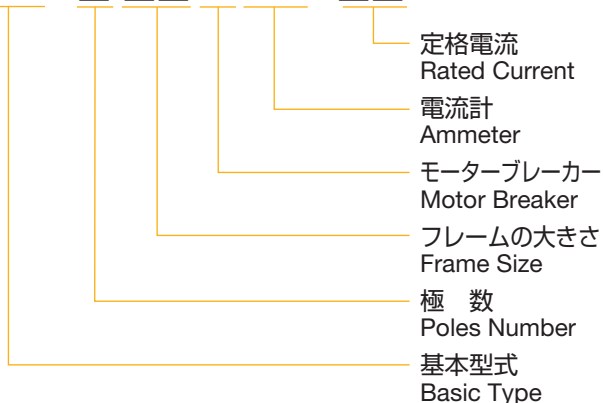 定格電流
Rated Current
電流計
Ammeter
モーターブレーカー
Motor Breaker
フレームの大きさ
Frame Size
極　数
Poles Number
基本型式
Basic Type